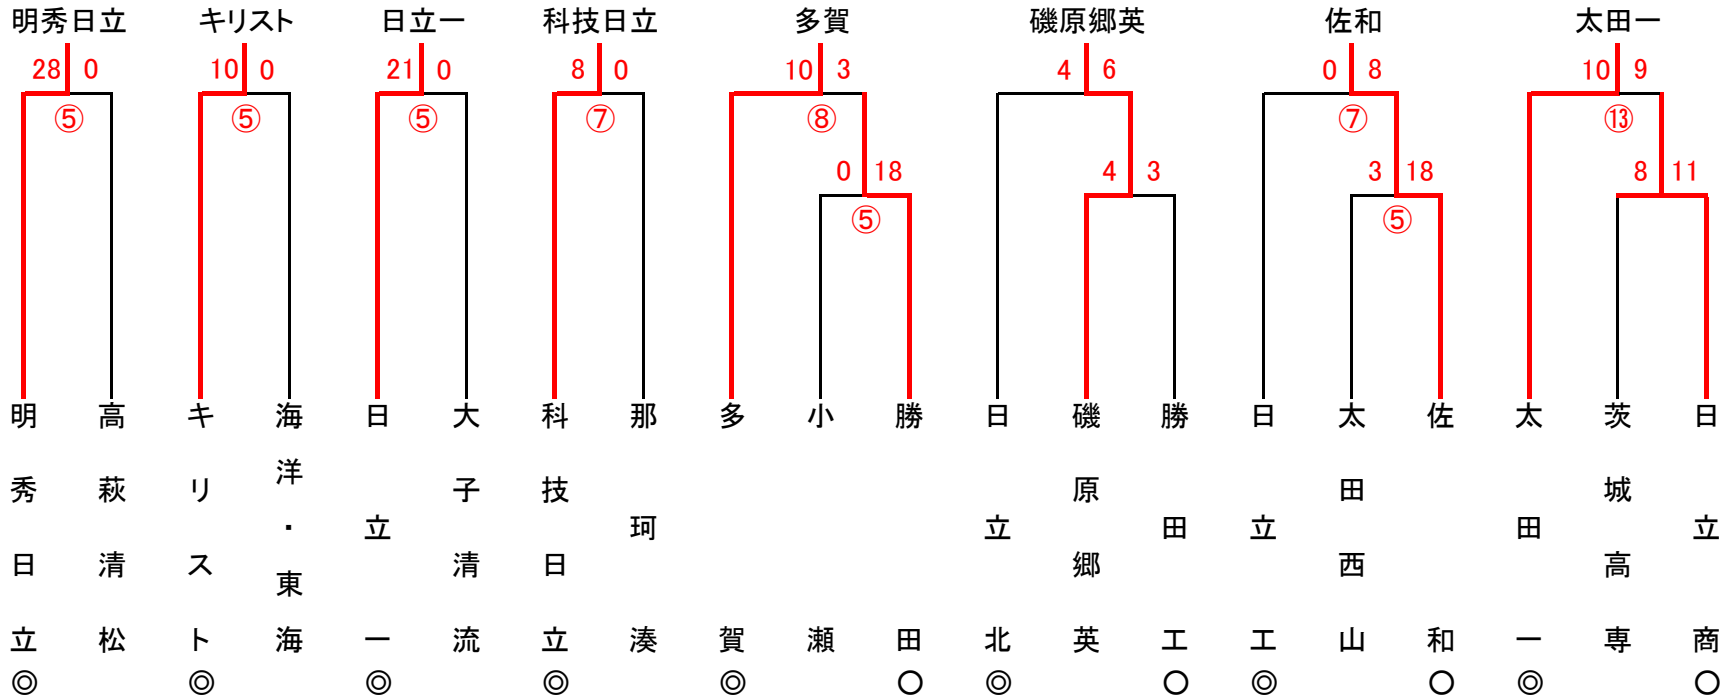 明秀日立 キリスト 日立一 科技日立 多賀 磯原郷英 佐和 太田一
28 0 10 0 21 0 8 0 10 3 4 6 0 8 10 9
⑤ ⑤ ⑤ ⑦ ⑧ ⑦ ⑬
0 18 4 3 3 18 8 11
⑤ ⑤
明秀日立
高萩清松
キリスト
海洋・東海
日立一
大子清流
科技日立
那珂湊
多賀
小瀬
勝田
日立北
磯原郷英
勝田工
日立工
太田西山
佐和
太田一
茨城高専
日立商
◎ ◎ ◎ ◎ ◎ ○ ◎ ○ ◎ ○ ◎ ○